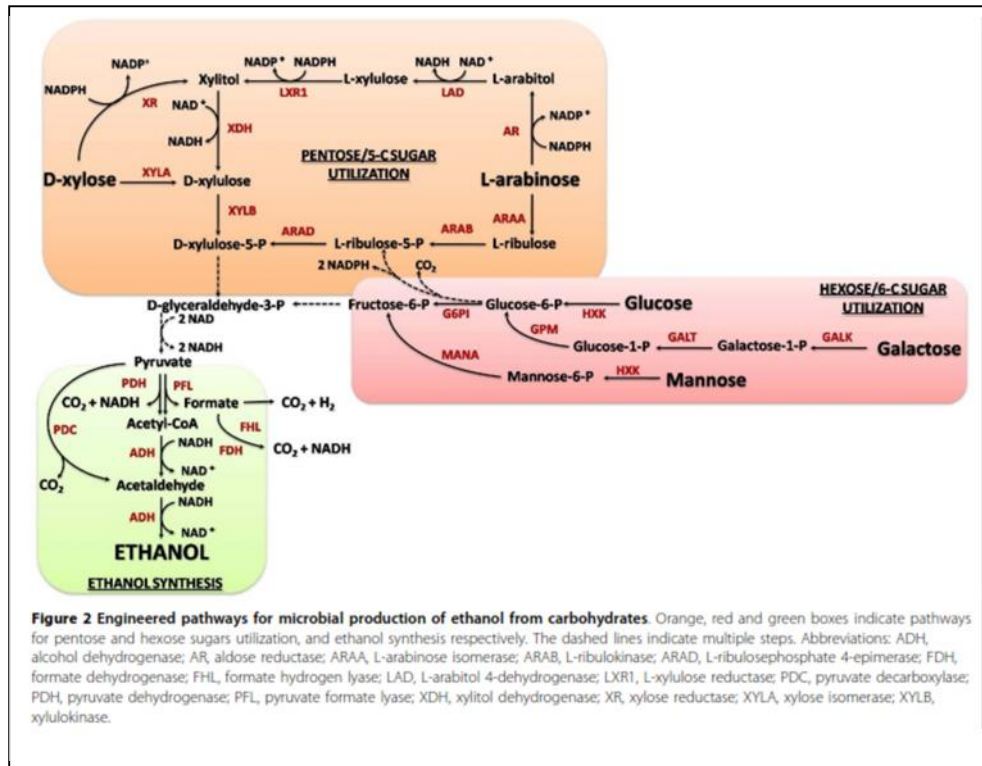 NADP⁺
NADPH
XR
Xylitol
NADP⁺ NADPH
LXR1
L-xylulose
NADH NAD⁺
LAD
L-arabitol
NAD⁺
NADH
XDH
AR
NADP⁺
NADPH
PENTOSE/5-C SUGAR
UTILIZATION
D-xylose
XYLA
D-xylulose
L-arabinose
XYLB
ARAA
D-xylulose-5-P
ARAD
L-ribulose-5-P
ARAB
L-ribulose
2 NADPH
CO₂
HEXOSE/6-C SUGAR
UTILIZATION
D-glyceraldehyde-3-P
Fructose-6-P
G6PI
Glucose-6-P
HXK
Glucose
GPM
Glucose-1-P
GALT
Galactose-1-P
GALK
Galactose
MANA
Mannose-6-P
HXK
Mannose
2 NAD
2 NADH
Pyruvate
PDH
PFL
CO₂ + NADH
Formate
CO₂ + H₂
Acetyl-CoA
FHL
FDH
CO₂ + NADH
PDC
ADH
NADH
NAD⁺
CO₂
Acetaldehyde
ADH
NADH
NAD⁺
ETHANOL
ETHANOL SYNTHESIS
Figure 2 Engineered pathways for microbial production of ethanol from carbohydrates. Orange, red and green boxes indicate pathways
for pentose and hexose sugars utilization, and ethanol synthesis respectively. The dashed lines indicate multiple steps. Abbreviations: ADH,
alcohol dehydrogenase; AR, aldose reductase; ARAA, L-arabinose isomerase; ARAB, L-ribulokinase; ARAD, L-ribulosephosphate 4-epimerase; FDH,
formate dehydrogenase; FHL, formate hydrogen lyase; LAD, L-arabitol 4-dehydrogenase; LXR1, L-xylulose reductase; PDC, pyruvate decarboxylase;
PDH, pyruvate dehydrogenase; PFL, pyruvate formate lyase; XDH, xylitol dehydrogenase; XR, xylose reductase; XYLA, xylose isomerase; XYLB,
xylulokinase.